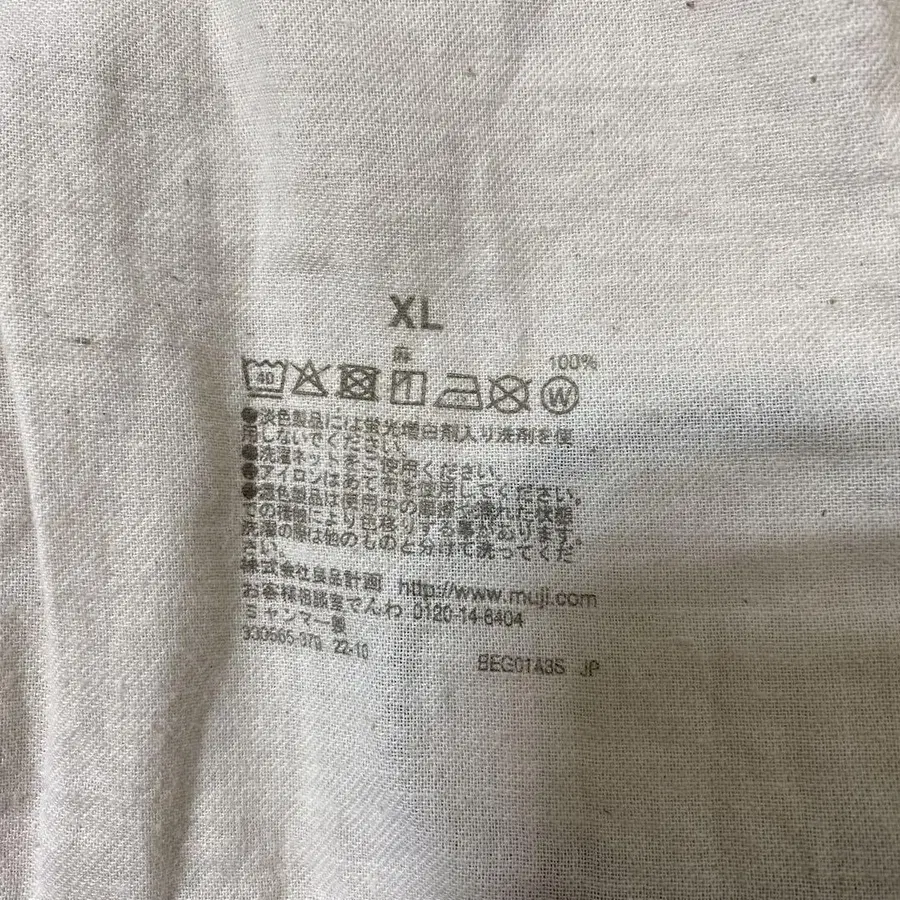 XL
麻 100%
40
W
●淡色製品には蛍光増白剤入り洗剤を使
用しないでください。
●洗濯ネットをご使用ください。
●アイロンはあて布を使用してください。
●濃色製品は使用中の摩擦や濡れた状態
での接触により色移りする事があります。
洗濯の際は他のものと分けて洗ってくだ
さい。
株式会社良品計画 http://www.muji.com
お客様相談室でんわ 0120-14-6404
ミャンマー製
22-10
BEG01A3S JP